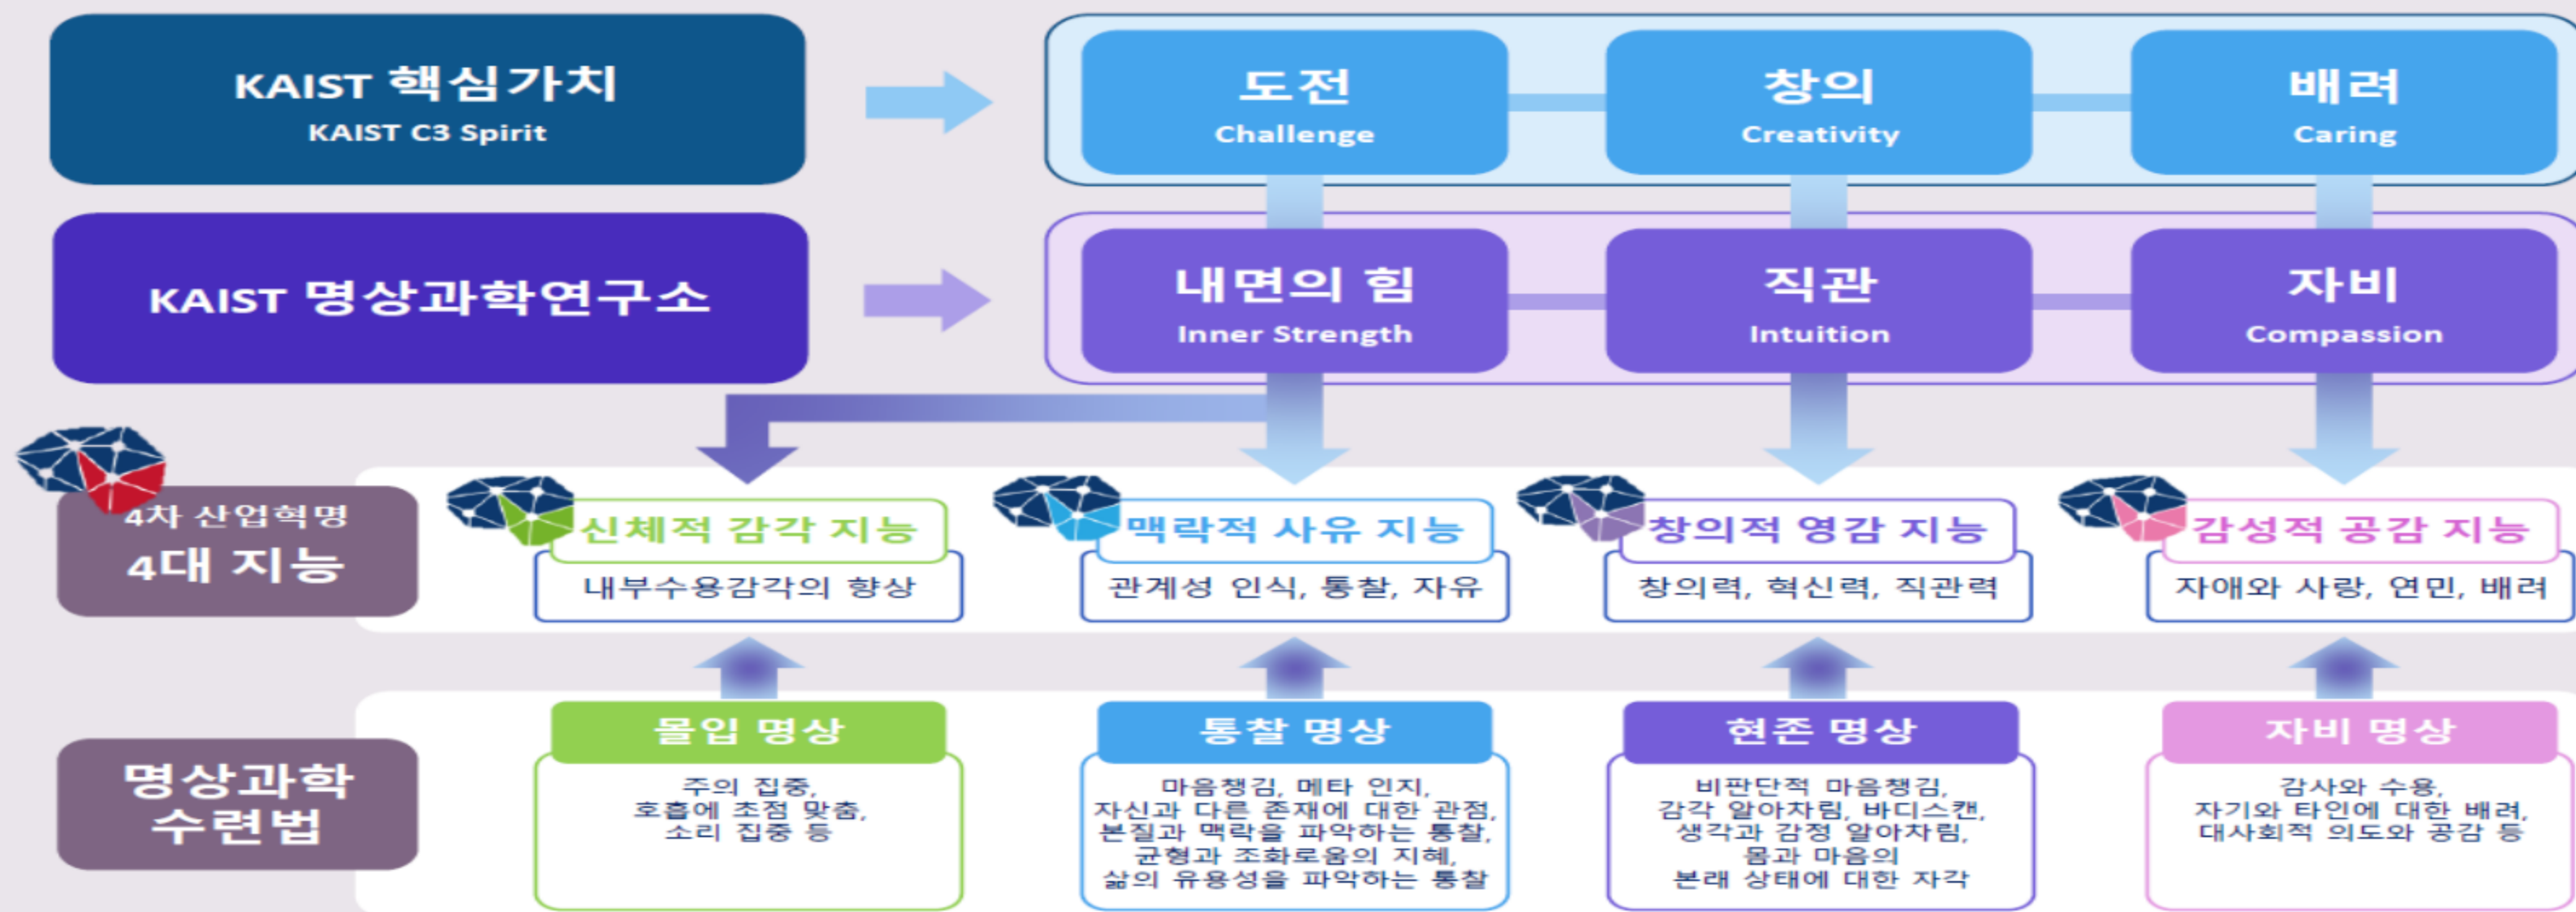 KAIST 핵심가치
KAIST C3 Spirit
도전
Challenge
창의
Creativity
배려
Caring
KAIST 명상과학연구소
내면의 힘
Inner Strength
직관
Intuition
자비
Compassion
4차 산업혁명
4대 지능
신체적 감각 지능
내부수용감각의 향상
맥락적 사유 지능
관계성 인식, 통찰, 자유
창의적 영감 지능
창의력, 혁신력, 직관력
감성적 공감 지능
자애와 사랑, 연민, 배려
명상과학
수련법
몰입 명상
주의 집중,
호흡에 초점 맞춤,
소리 집중 등
통찰 명상
마음챙김, 메타 인지,
자신과 다른 존재에 대한 관점,
본질과 맥락을 파악하는 통찰,
균형과 조화로움의 지혜,
삶의 유용성을 파악하는 통찰
현존 명상
비판단적 마음챙김,
감각 알아차림, 바디스캔,
생각과 감정 알아차림,
몸과 마음의
본래 상태에 대한 자각
자비 명상
감사와 수용,
자기와 타인에 대한 배려,
대사회적 의도와 공감 등